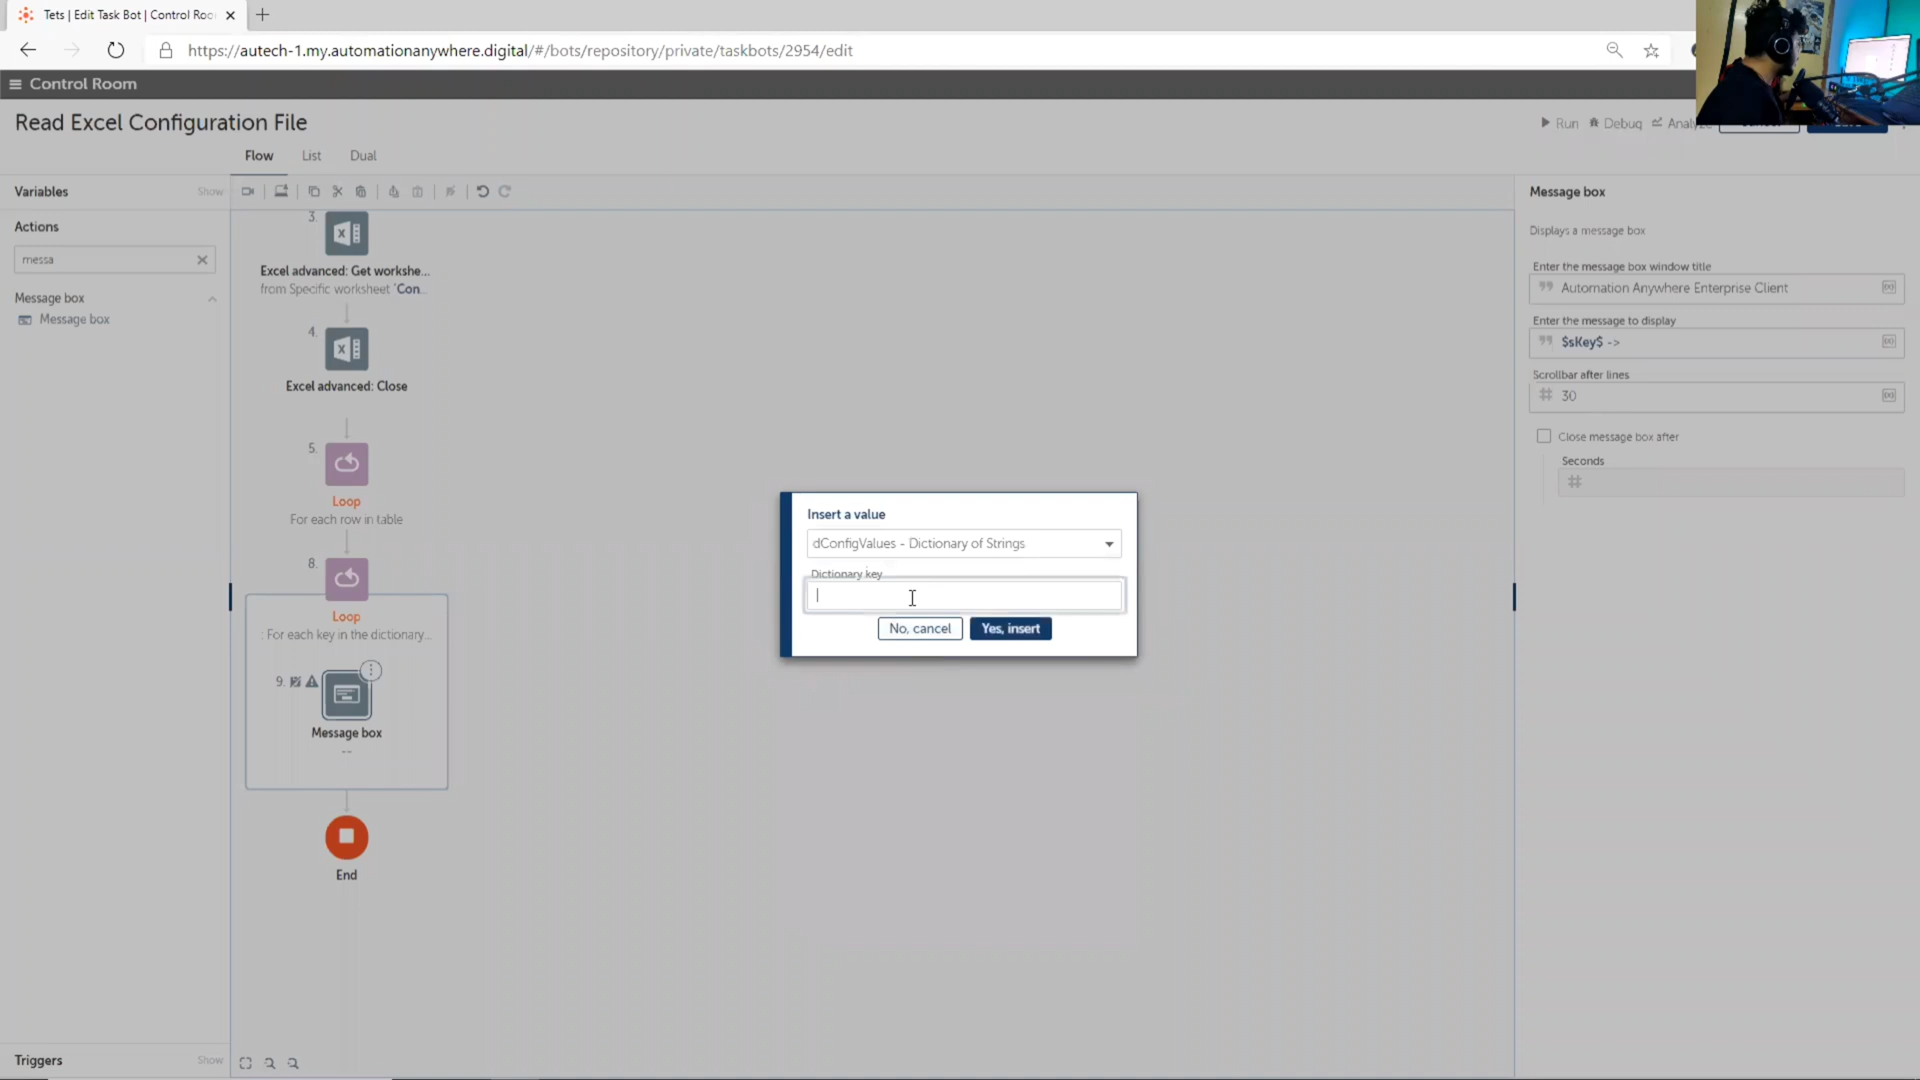 Tets | Edit Task Bot | Control Roo
https://autech-1.my.automationanywhere.digital/#/bots/repository/private/taskbots/2954/edit
Control Room
Read Excel Configuration File
Run
Debug
Analyze
Flow
List
Dual
Variables
Show
Actions
messa
Message box
Message box
3.
Excel advanced: Get workshe...
from Specific worksheet "Con...
4.
Excel advanced: Close
5.
Loop
For each row in table
8.
Loop
: For each key in the dictionary...
9.
Message box
--
End
Insert a value
dConfigValues - Dictionary of Strings
Dictionary key
No, cancel
Yes, insert
Message box
Displays a message box
Enter the message box window title
Automation Anywhere Enterprise Client
Enter the message to display
$sKey$ ->
Scrollbar after lines
30
Close message box after
Seconds
Triggers
Show